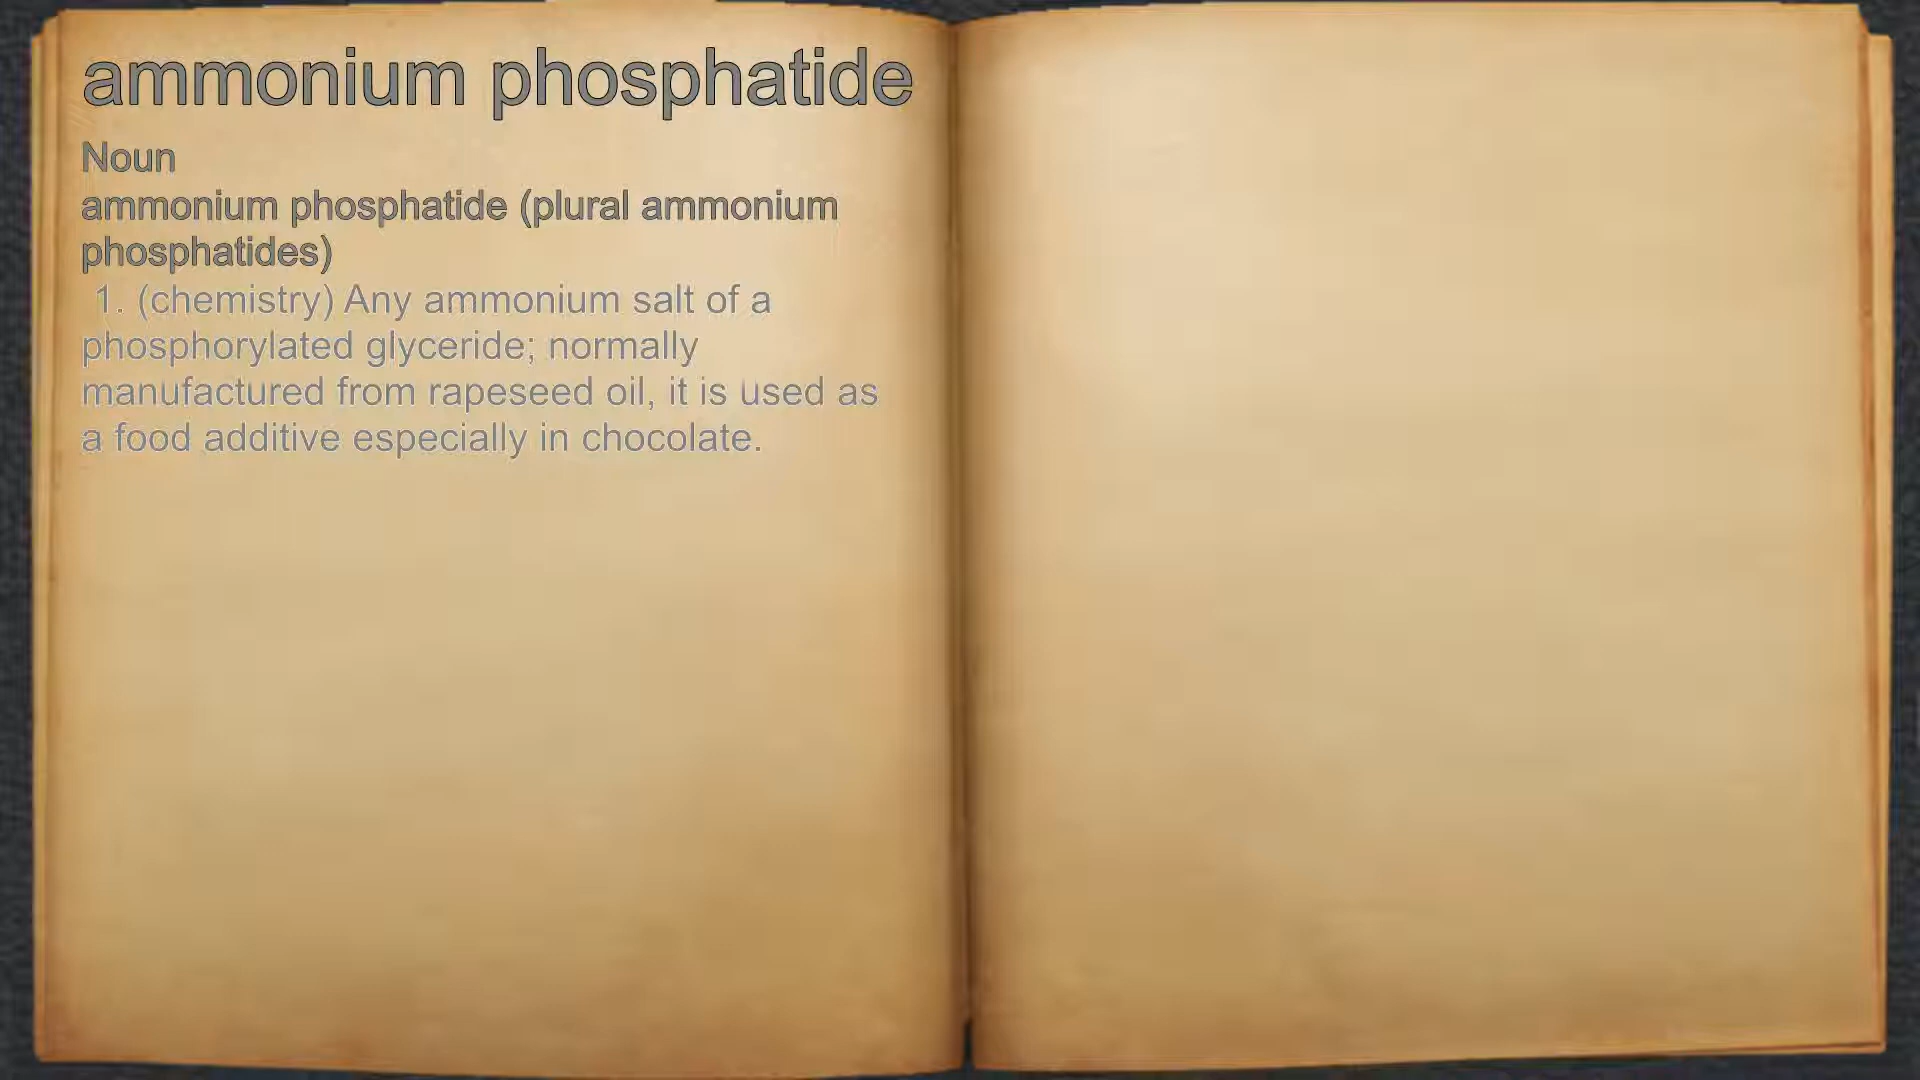 ammonium phosphatide
Noun
ammonium phosphatide (plural ammonium
phosphatides)
1. (chemistry) Any ammonium salt of a
phosphorylated glyceride; normally
manufactured from rapeseed oil, it is used as
a food additive especially in chocolate.